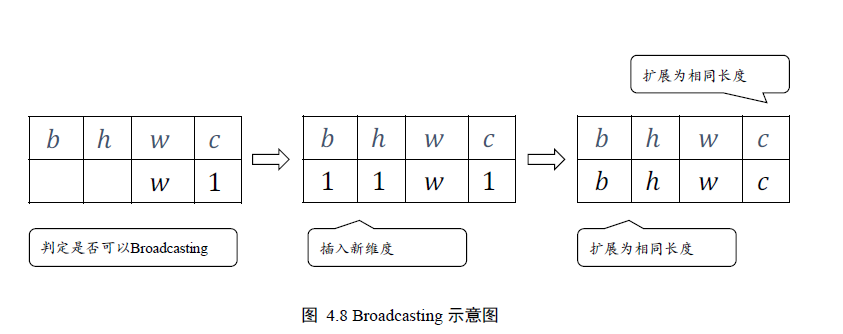 扩展为相同长度
b h w c b h w c b h w c
w 1 1 1 w 1 b h w c
判定是否可以Broadcasting 插入新维度 扩展为相同长度
图 4.8 Broadcasting 示意图